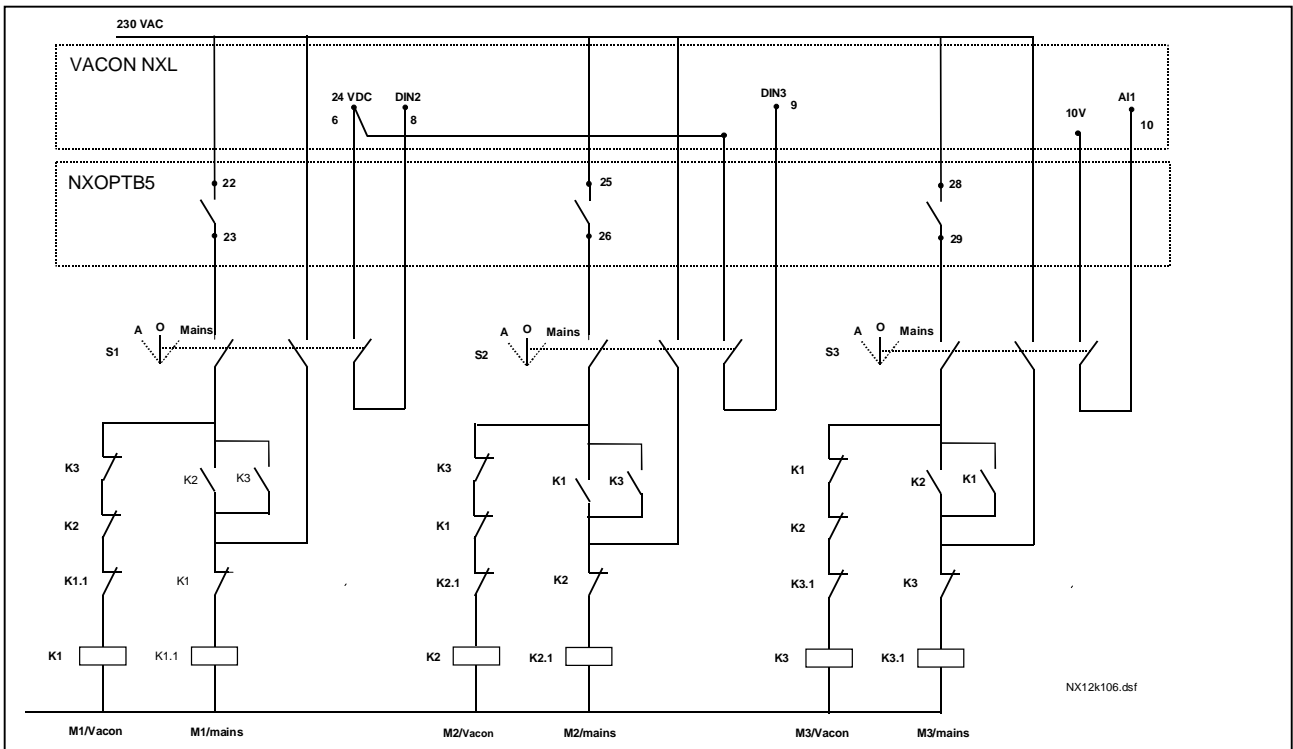 230 VAC
VACON NXL
24 VDC DIN2
6 8
DIN3
9
10V
AI1
10
NXOPTB5
22
23
25
26
28
29
A O Mains
S1
A O Mains
S2
A O Mains
S3
K3 K2 K3
K2
K1.1 K1
K1 K1.1
K3 K1 K3
K1
K2.1 K2
K2 K2.1
K1 K2 K1
K2
K3.1 K3
K3 K3.1
NX12k106.dsf
M1/Vacon M1/mains M2/Vacon M2/mains M3/Vacon M3/mains